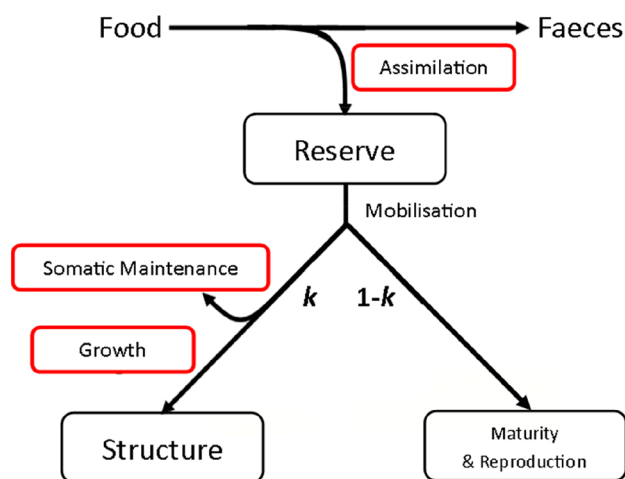 Food
Faeces
Assimilation
Reserve
Mobilisation
Somatic Maintenance
k
1-k
Growth
Structure
Maturity
& Reproduction